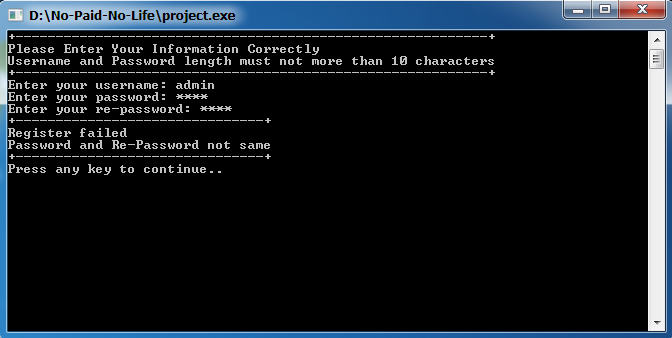 D:\No-Paid-No-Life\project.exe
+------------------------------------------------------------+
Please Enter Your Information Correctly
Username and Password length must not more than 10 characters
+------------------------------------------------------------+
Enter your username: admin
Enter your password: ****
Enter your re-password: ****
+--------------------------------+
Register failed
Password and Re-Password not same
+--------------------------------+
Press any key to continue..